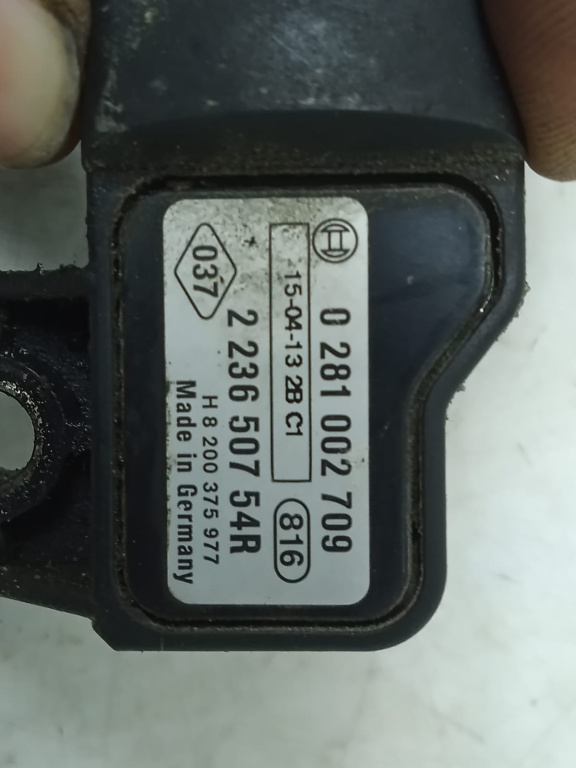 0 281 002 709
15-04-13 2B C1
816
2 236 507 54R
037
H 8 200 375 977
Made in Germany